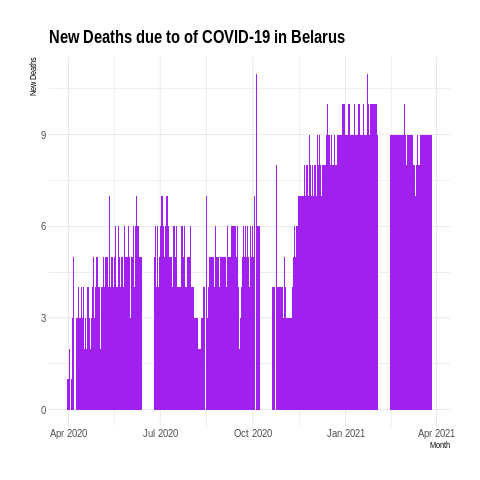 New Deaths due to of COVID-19 in Belarus
New Deaths
9
6
3
0
Apr 2020 Jul 2020 Oct 2020 Jan 2021 Apr 2021
Month